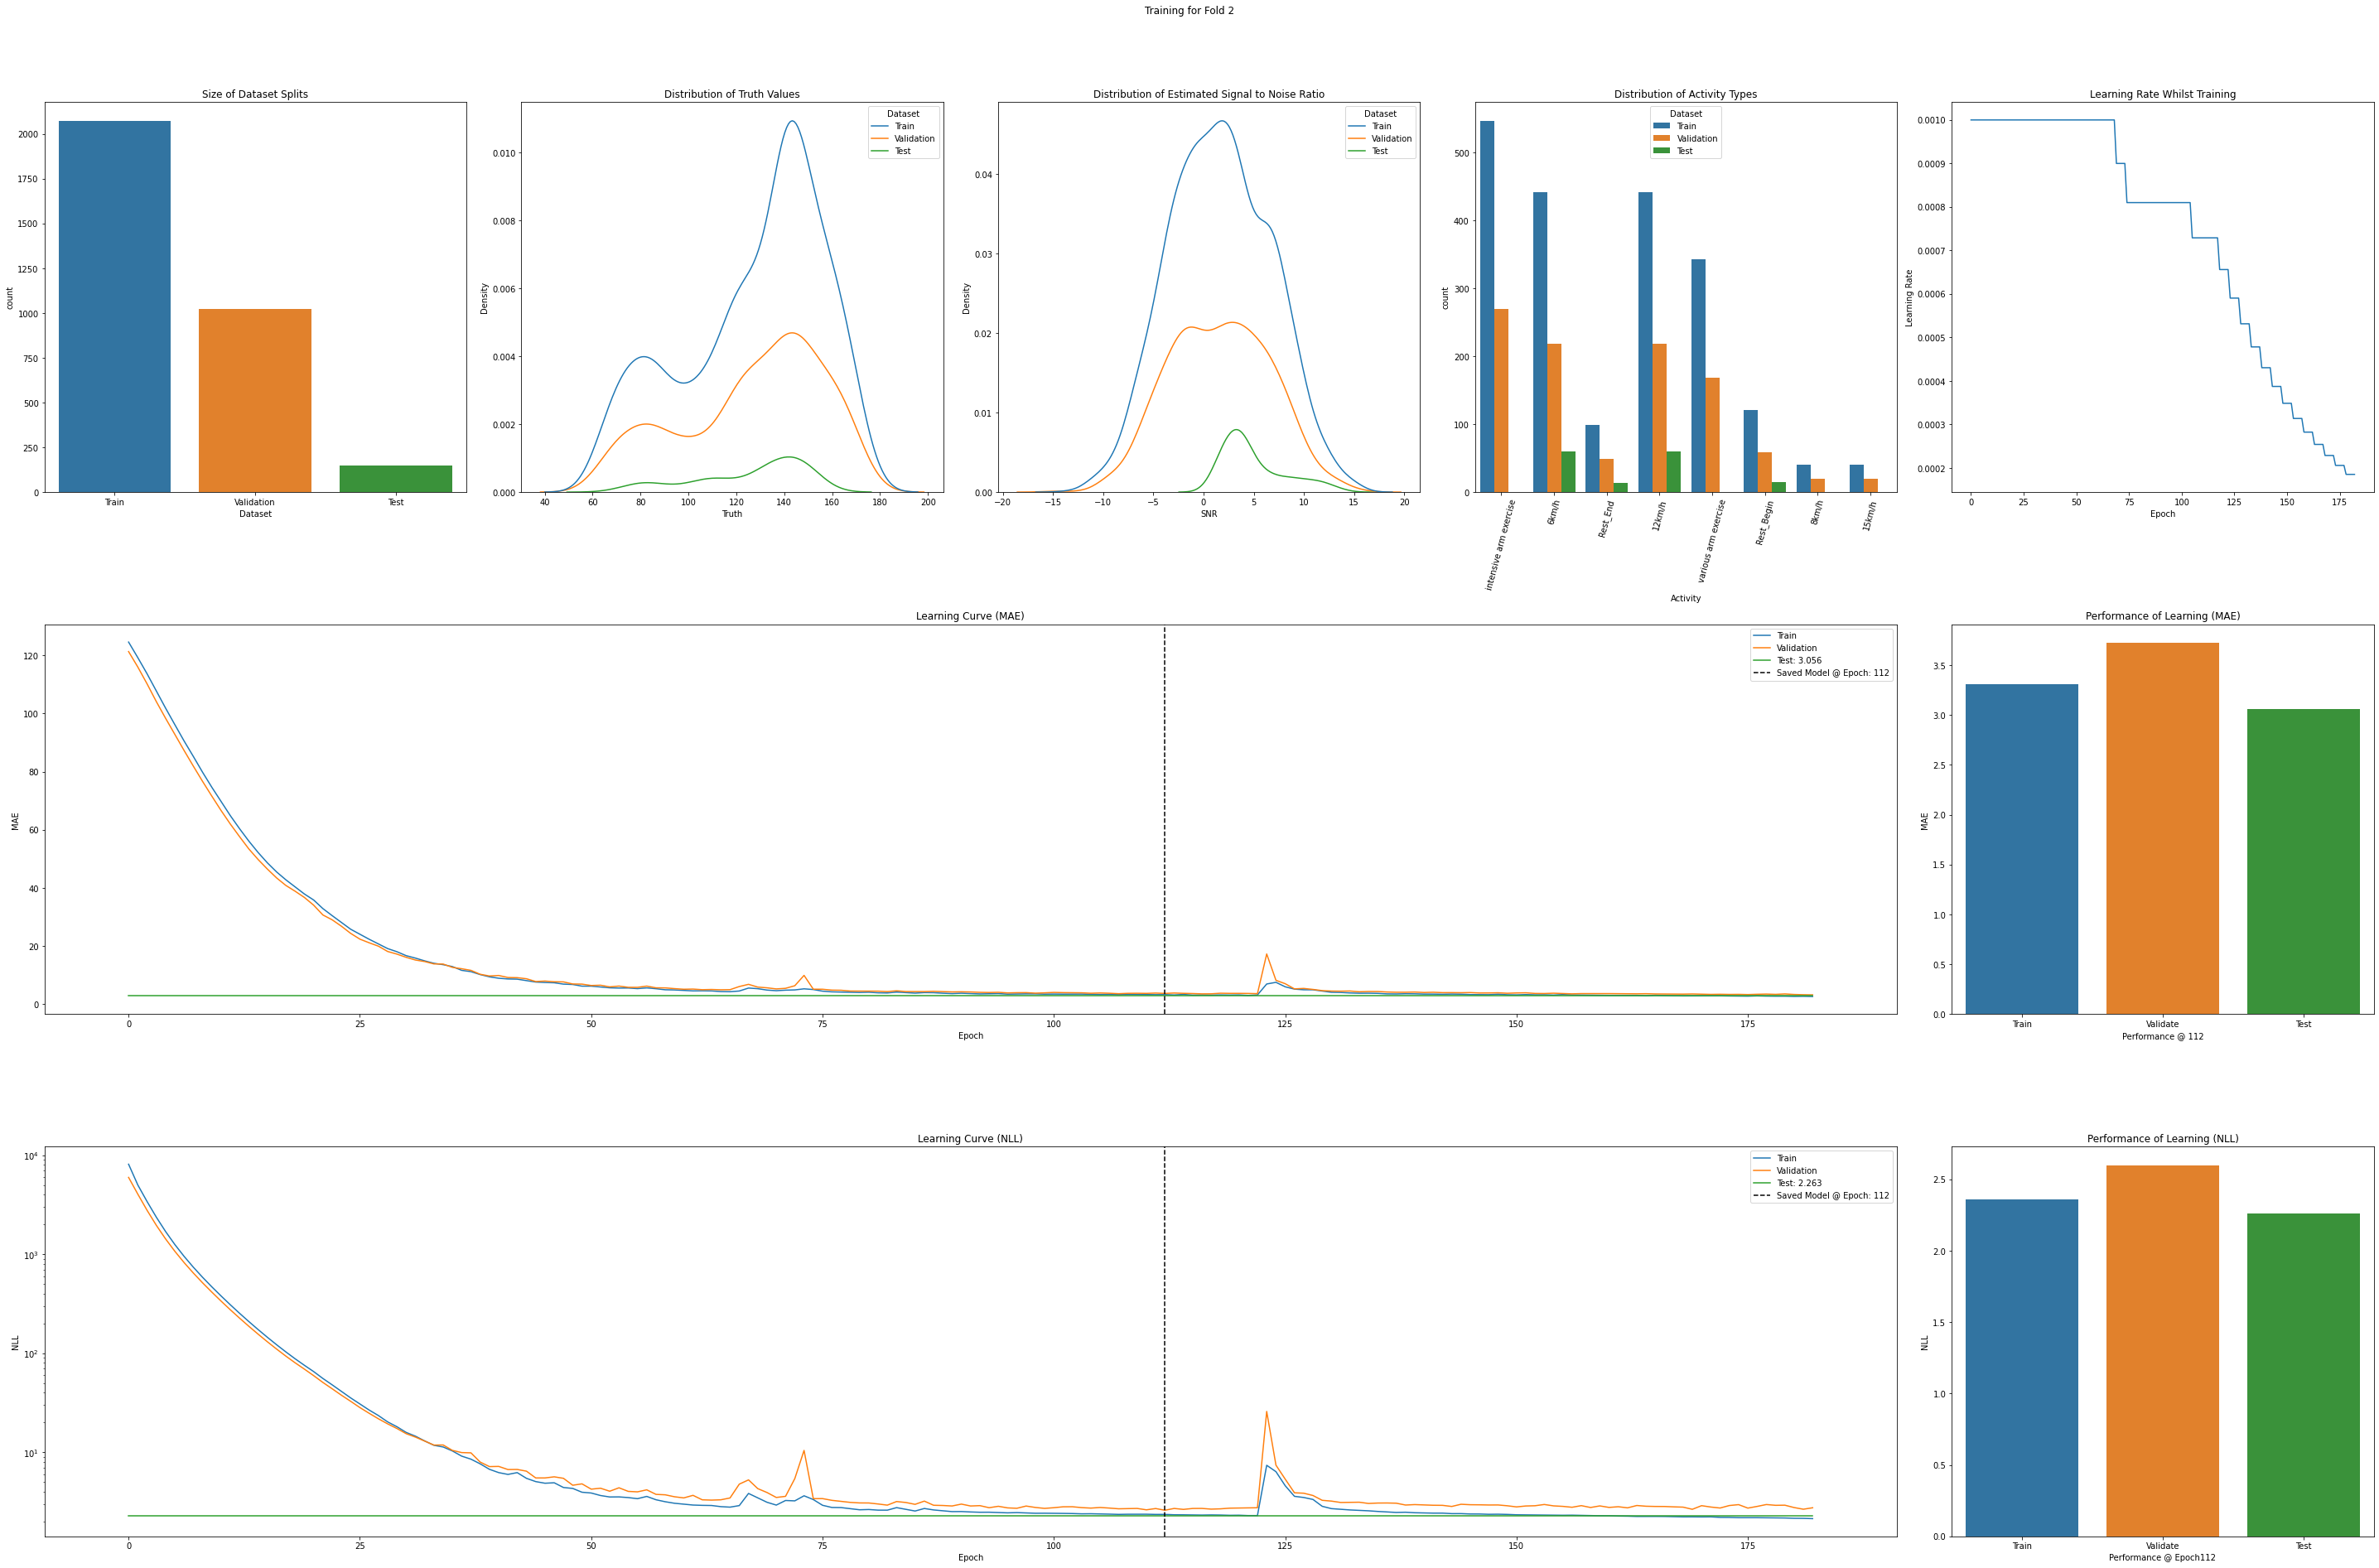 Training for Fold 2
Size of Dataset Splits
2000
1750
1500
1250
1000
750
500
250
0
count
Train Validation Test
Dataset
Distribution of Truth Values
Dataset
Train
Validation
Test
0.010
0.008
0.006
0.004
0.002
0.000
Density
40 60 80 100 120 140 160 180 200
Truth
Distribution of Estimated Signal to Noise Ratio
Dataset
Train
Validation
Test
0.04
0.03
0.02
0.01
0.00
Density
−20 −15 −10 −5 0 5 10 15 20
SNR
Distribution of Activity Types
Dataset
Train
Validation
Test
500
400
300
200
100
0
count
intensive arm exercise
6km/h
Rest_End
12km/h
various arm exercise
Rest_Begin
8km/h
15km/h
Activity
Learning Rate Whilst Training
0.0010
0.0009
0.0008
0.0007
0.0006
0.0005
0.0004
0.0003
0.0002
Learning Rate
0 25 50 75 100 125 150 175
Epoch
Learning Curve (MAE)
Train
Validation
Test: 3.056
Saved Model @ Epoch: 112
120
100
80
60
40
20
0
MAE
0 25 50 75 100 125 150 175
Epoch
Performance of Learning (MAE)
3.5
3.0
2.5
2.0
1.5
1.0
0.5
0.0
MAE
Train Validate Test
Performance @ 112
Learning Curve (NLL)
Train
Validation
Test: 2.263
Saved Model @ Epoch: 112
10⁴
10³
10²
10¹
NLL
0 25 50 75 100 125 150 175
Epoch
Performance of Learning (NLL)
2.5
2.0
1.5
1.0
0.5
0.0
NLL
Train Validate Test
Performance @ Epoch112